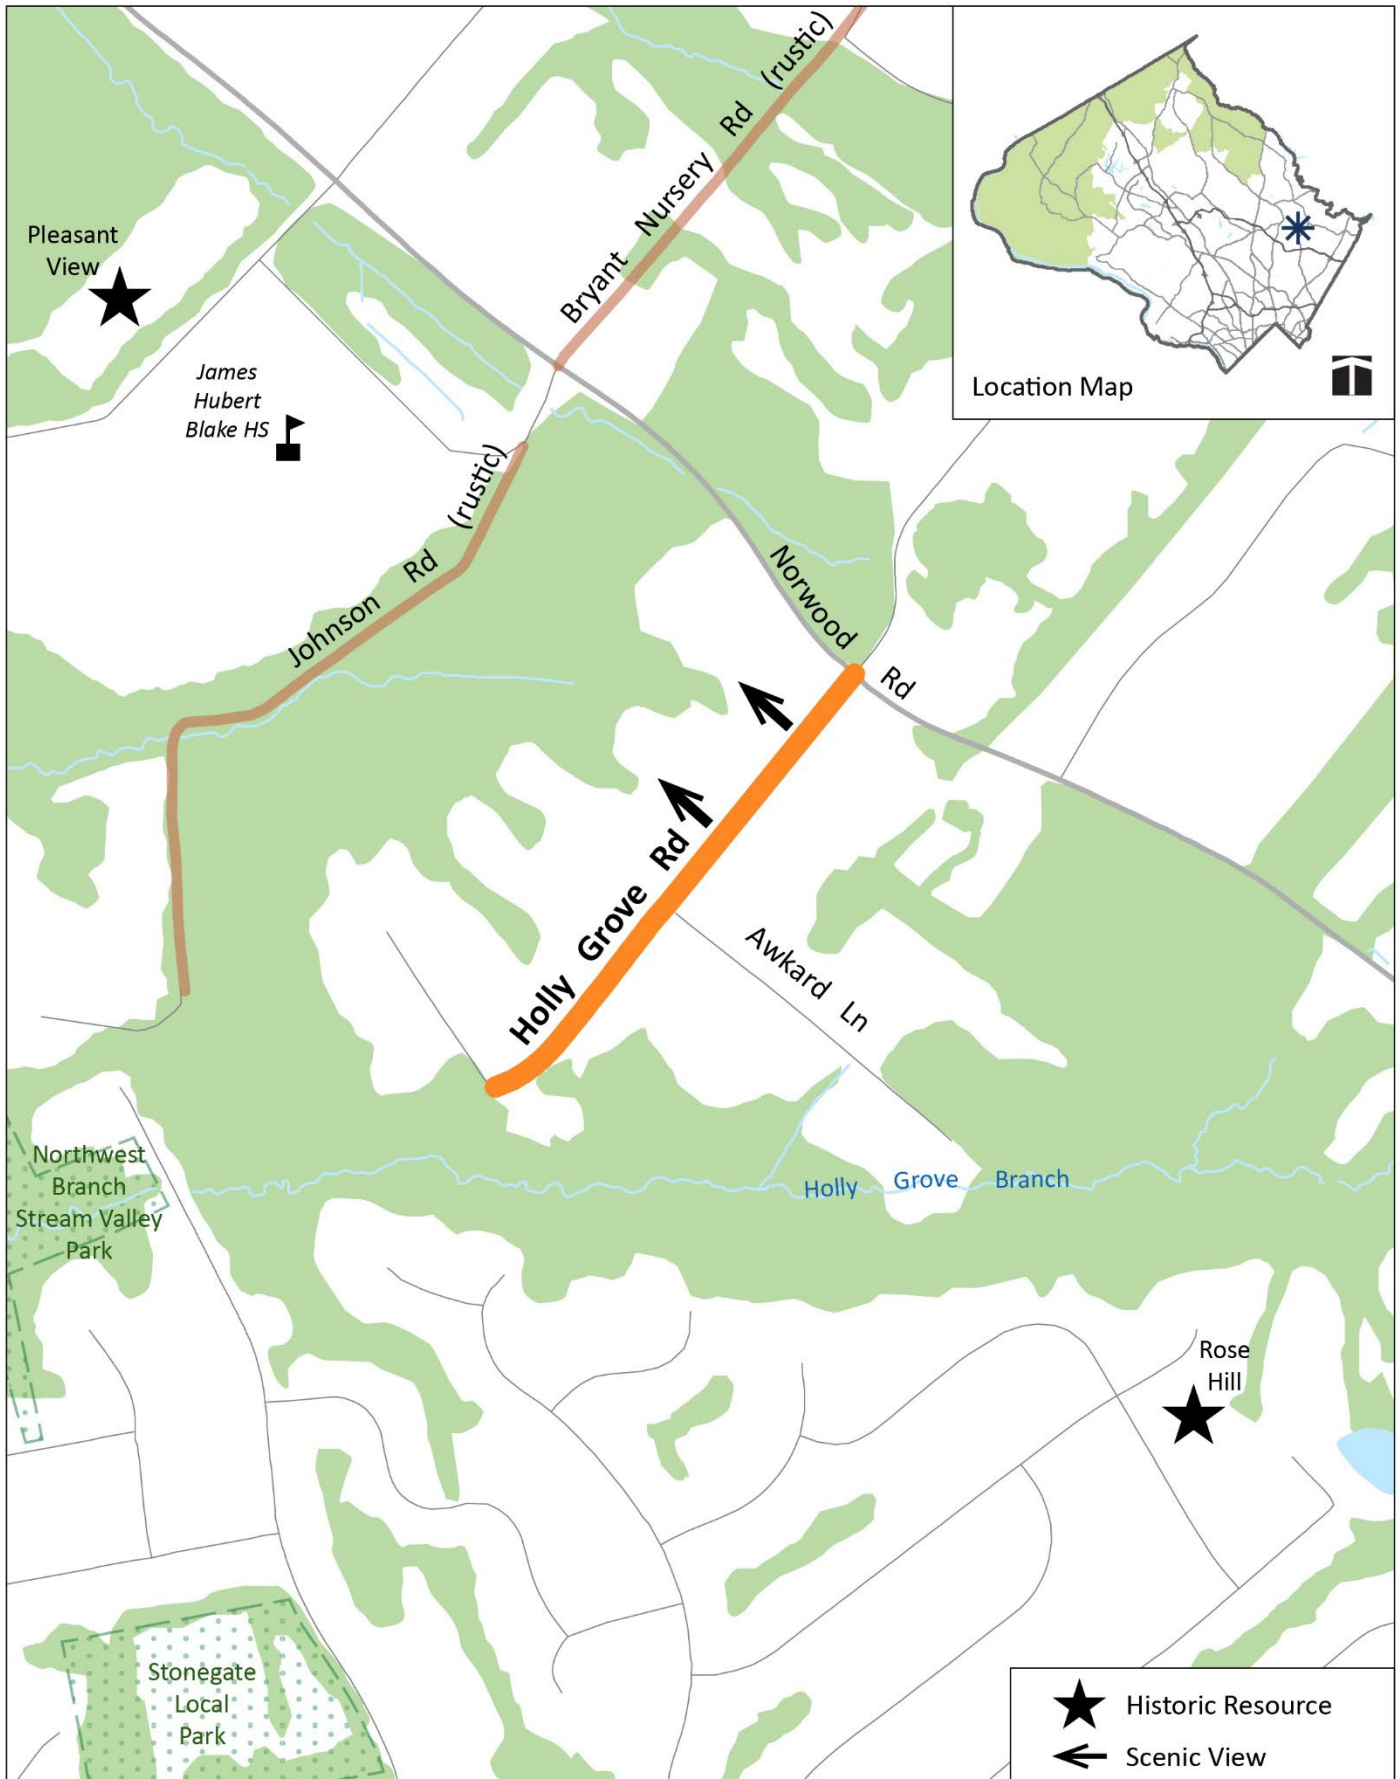 Bryant Nursery Rd (rustic)
Pleasant
View
James
Hubert
Blake HS
Location Map
Johnson Rd (rustic)
Norwood Rd
Holly Grove Rd
Awkard Ln
Northwest
Branch
Stream Valley
Park
Holly Grove Branch
Rose
Hill
Stonegate
Local
Park
Historic Resource
Scenic View